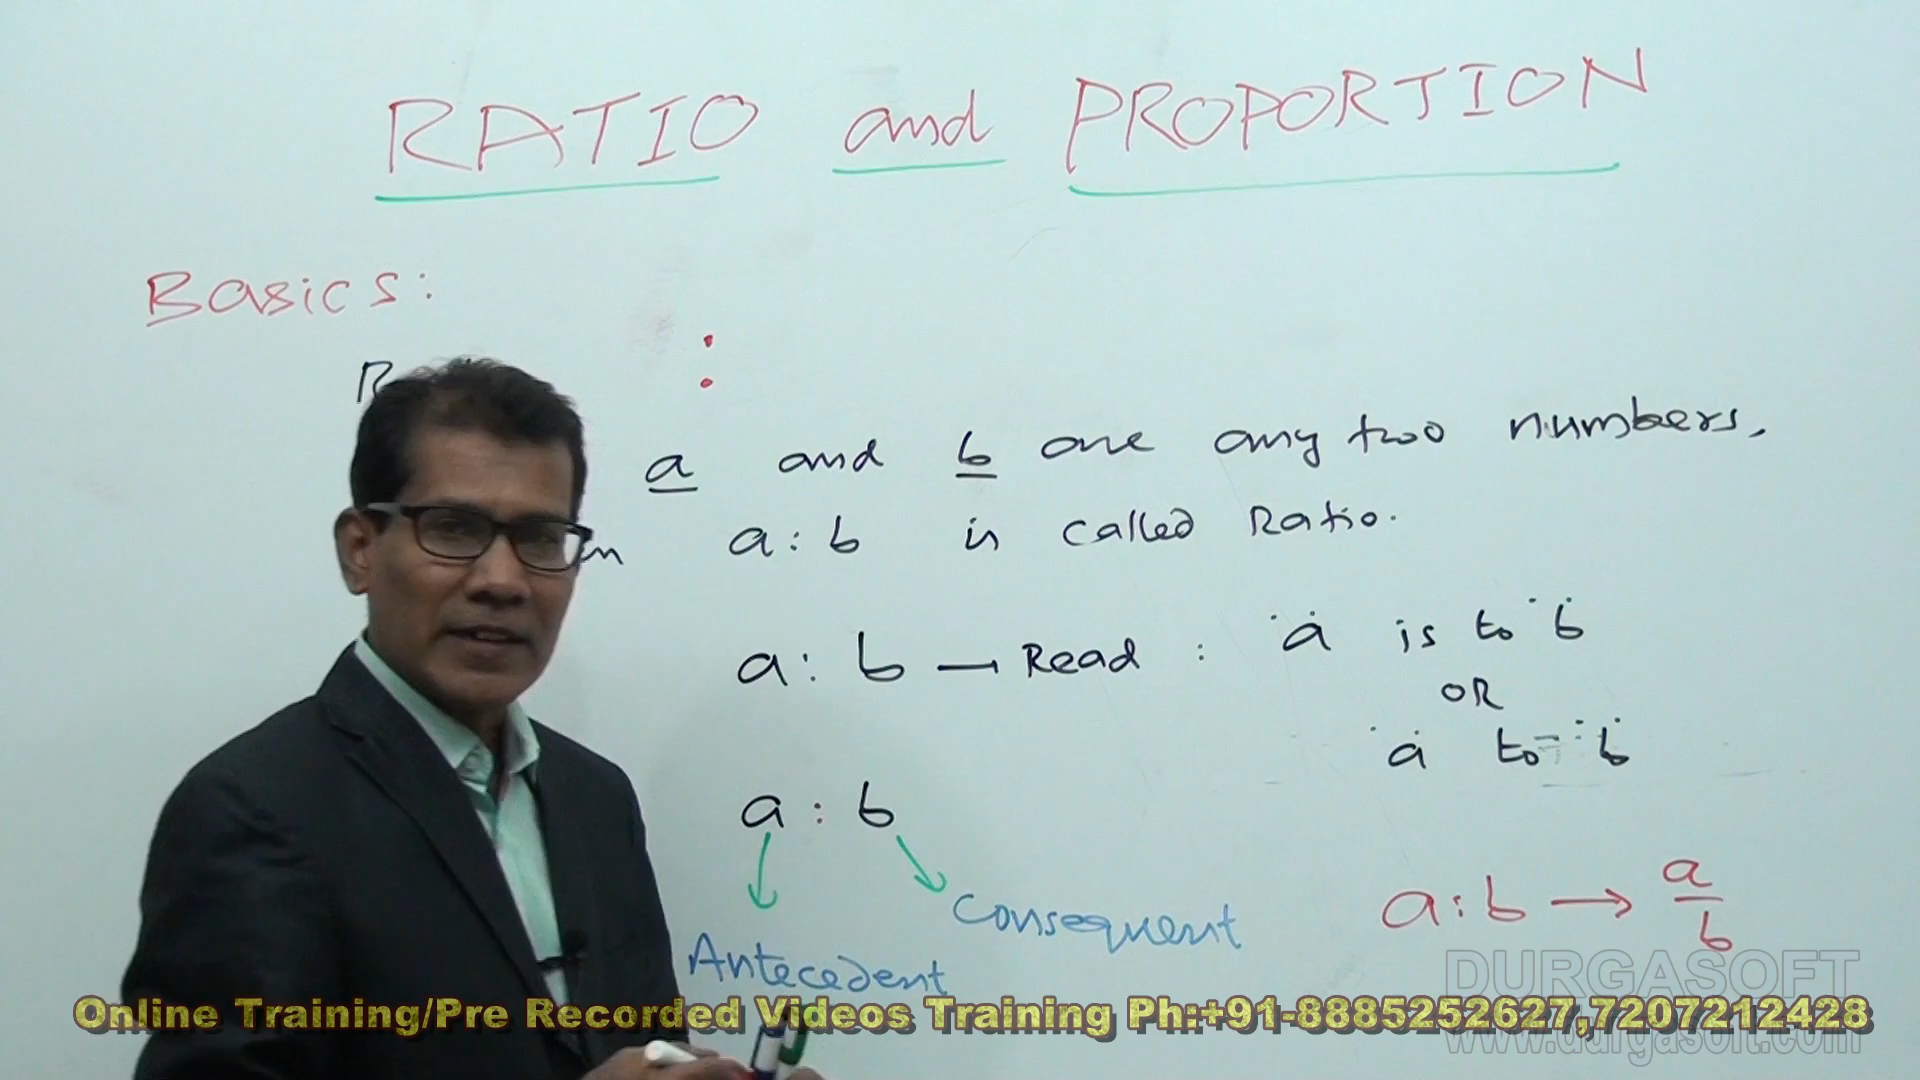 RATIO and PROPORTION
Basics:
:
a and b are any two numbers.
a : b is called Ratio.
a : b — Read : a is to b
OR
a to b
a : b
Consequent
a : b → a/b
Antecedent
DURGASOFT
Online Training/Pre Recorded Videos Training Ph:+91-8885252627,7207212428
www.durgasoft.com